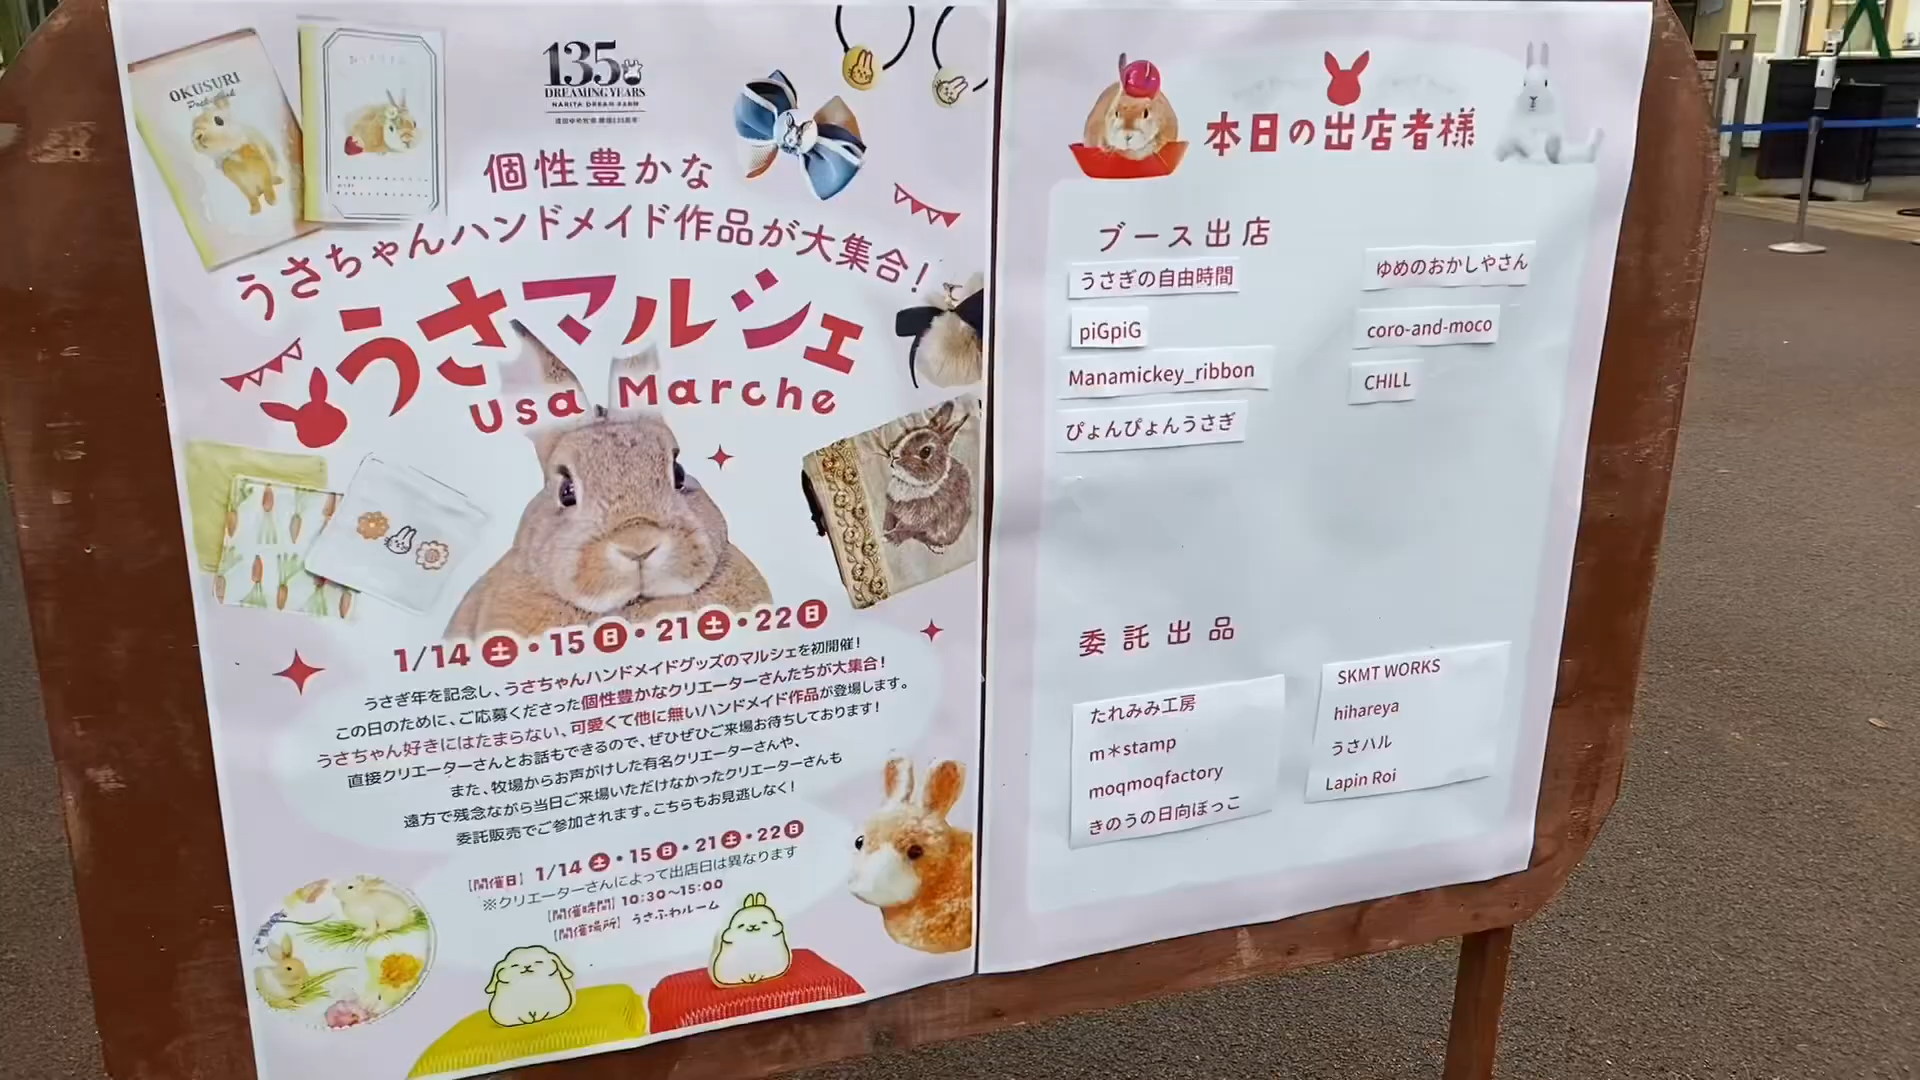 OKUSURI
Pocket Book
135
DREAMING YEARS
NARITA DREAM FARM
個性豊かな
うさちゃんハンドメイド作品が大集合!
うさマルシェ
Usa Marche
1/14 土・15 日・21 土・22 日
うさぎ年を記念し、うさちゃんハンドメイドグッズのマルシェを初開催!
この日のために、ご応募くださった個性豊かなクリエーターさんたちが大集合!
うさちゃん好きにはたまらない、可愛くて他に無いハンドメイド作品が登場します。
直接クリエーターさんとお話もできるので、ぜひぜひご来場お待ちしております!
また、牧場からお声がけした有名クリエーターさんや、
遠方で残念ながら当日ご来場いただけなかったクリエーターさんも
委託販売でご参加されます。こちらもお見逃しなく!
[開催日] 1/14 土・15 日・21 土・22 日
※クリエーターさんによって出店日は異なります
[開催時間] 10:30~15:00
[開催場所] うさふわルーム
本日の出店者様
ブース出店
うさぎの自由時間
piGpiG
Manamickey_ribbon
ぴょんぴょんうさぎ
ゆめのおかしやさん
coro-and-moco
CHILL
委託出品
たれみみ工房
m＊stamp
moqmoqfactory
きのうの日向ぼっこ
SKMT WORKS
hihareya
うさハル
Lapin Roi